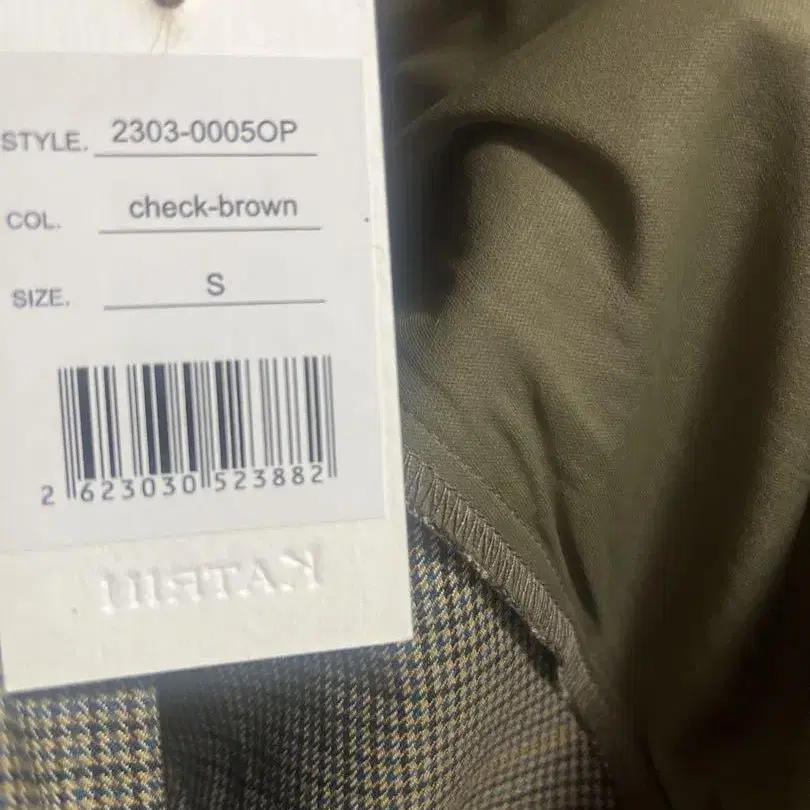 STYLE. 2303-0005OP
COL. check-brown
SIZE. S
2 623030 523882